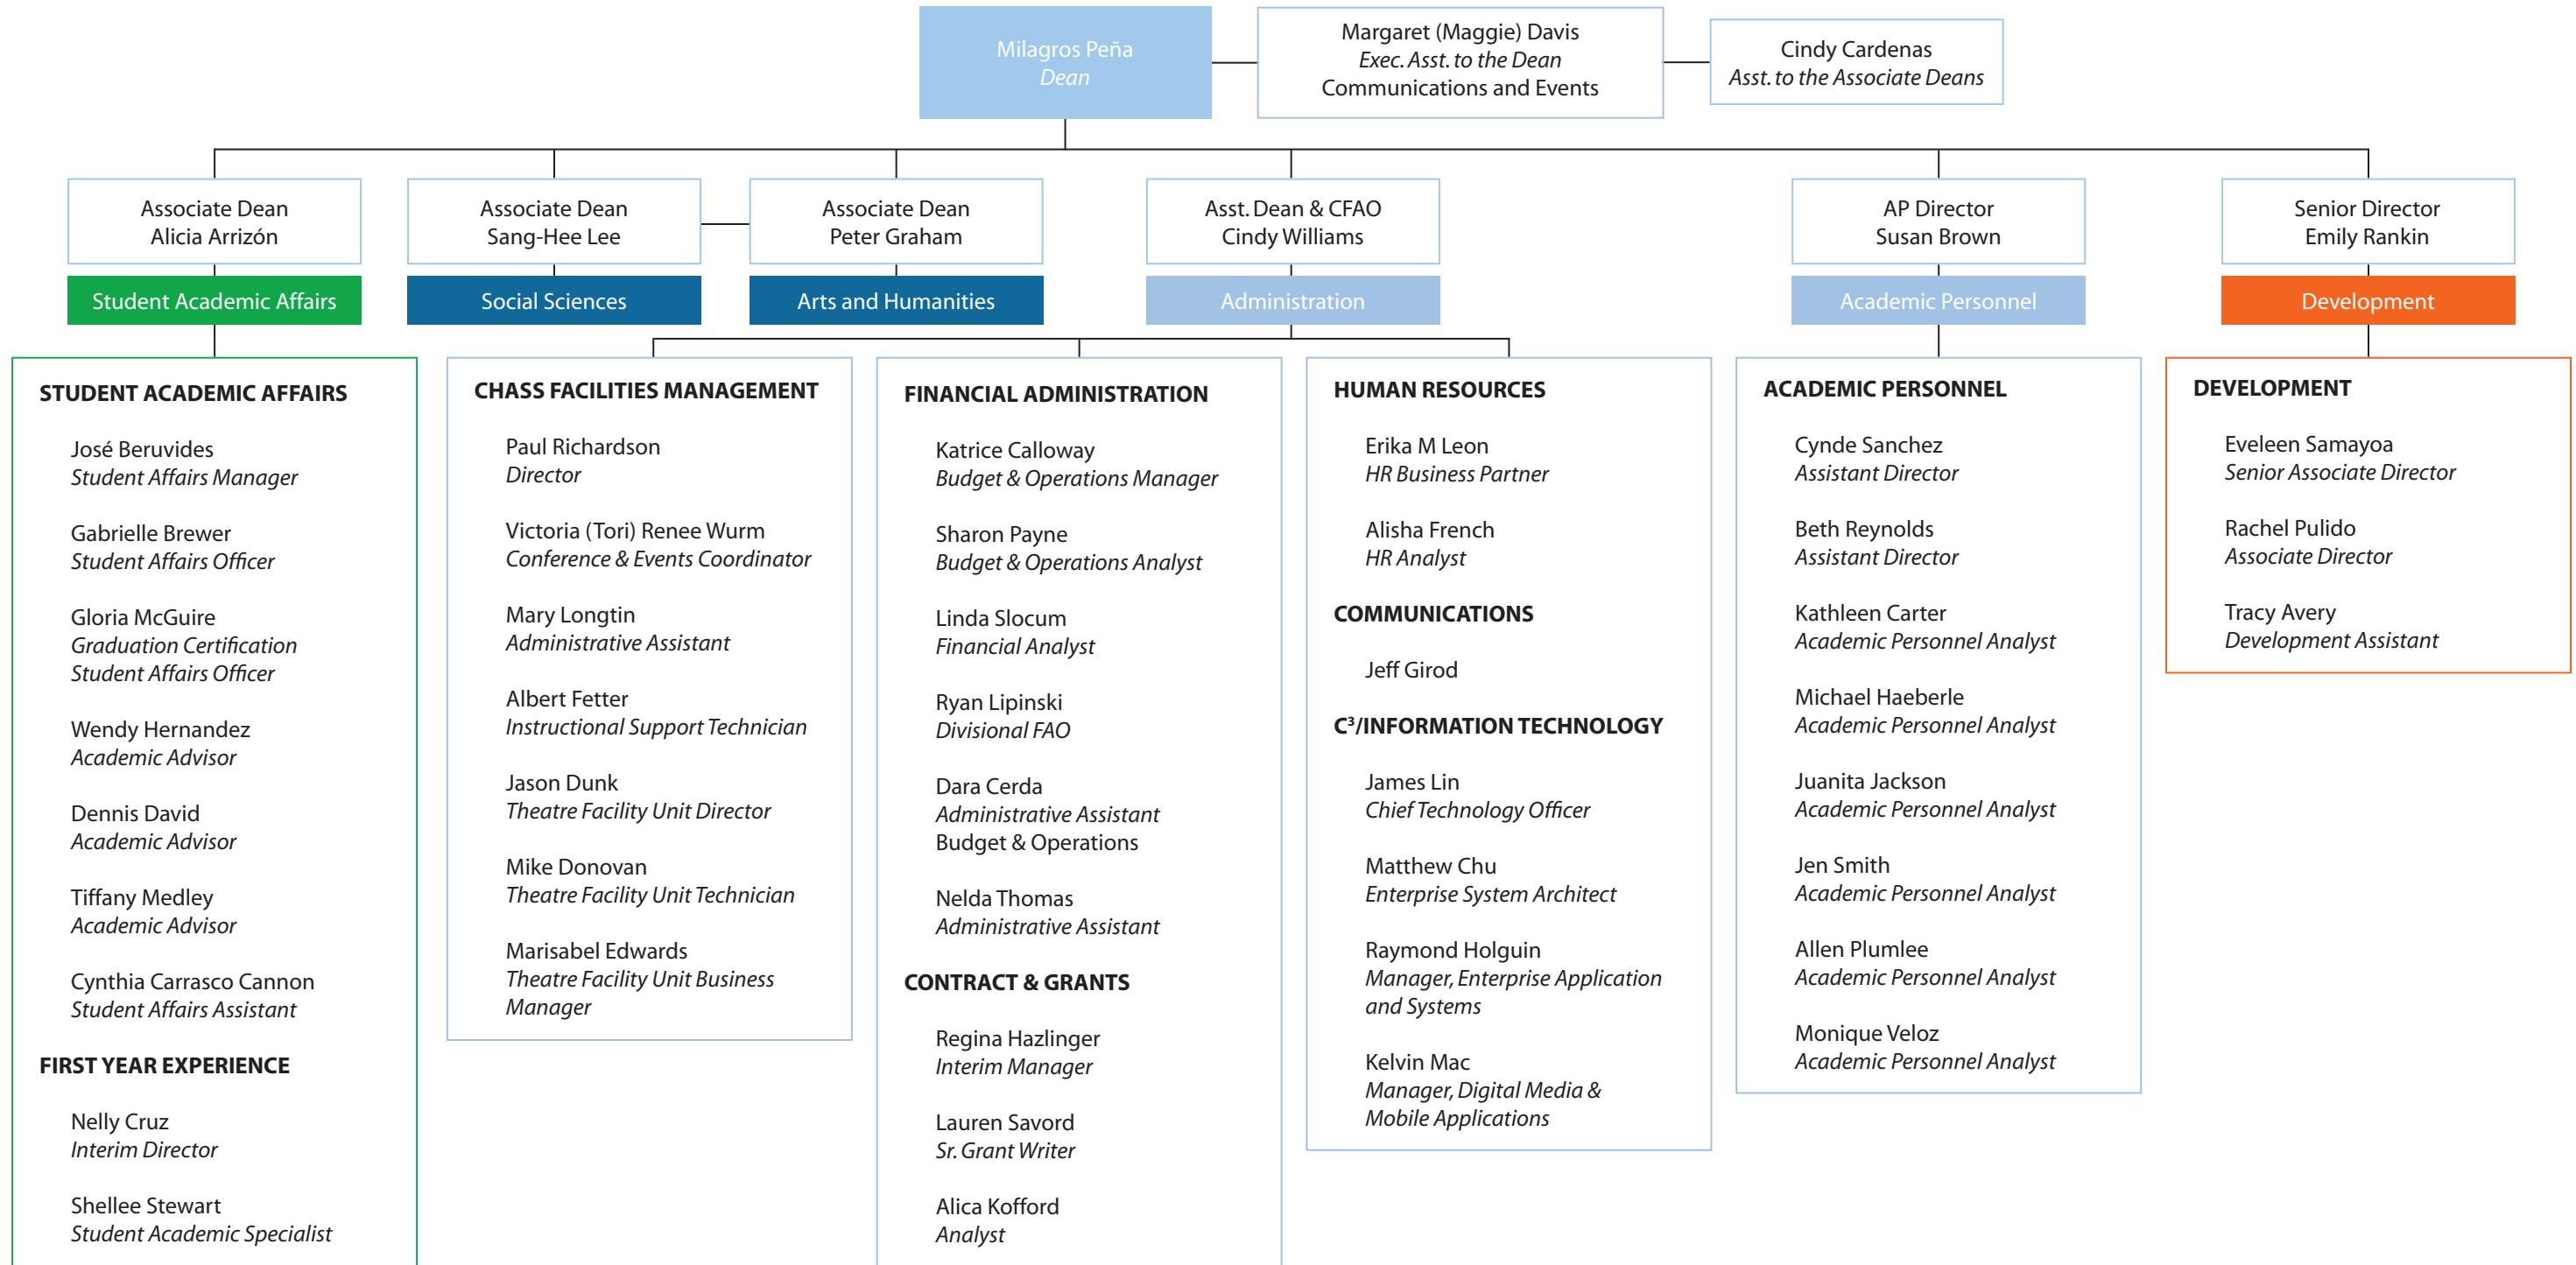 Milagros Peña
Dean
Margaret (Maggie) Davis
Exec. Asst. to the Dean
Communications and Events
Cindy Cardenas
Asst. to the Associate Deans
Associate Dean
Alicia Arrizón
Student Academic Affairs
Associate Dean
Sang-Hee Lee
Social Sciences
Associate Dean
Peter Graham
Arts and Humanities
Asst. Dean & CFAO
Cindy Williams
Administration
AP Director
Susan Brown
Academic Personnel
Senior Director
Emily Rankin
Development
STUDENT ACADEMIC AFFAIRS
José Beruvides
Student Affairs Manager
Gabrielle Brewer
Student Affairs Officer
Gloria McGuire
Graduation Certification
Student Affairs Officer
Wendy Hernandez
Academic Advisor
Dennis David
Academic Advisor
Tiffany Medley
Academic Advisor
Cynthia Carrasco Cannon
Student Affairs Assistant
FIRST YEAR EXPERIENCE
Nelly Cruz
Interim Director
Shellee Stewart
Student Academic Specialist
CHASS FACILITIES MANAGEMENT
Paul Richardson
Director
Victoria (Tori) Renee Wurm
Conference & Events Coordinator
Mary Longtin
Administrative Assistant
Albert Fetter
Instructional Support Technician
Jason Dunk
Theatre Facility Unit Director
Mike Donovan
Theatre Facility Unit Technician
Marisabel Edwards
Theatre Facility Unit Business
Manager
FINANCIAL ADMINISTRATION
Katrice Calloway
Budget & Operations Manager
Sharon Payne
Budget & Operations Analyst
Linda Slocum
Financial Analyst
Ryan Lipinski
Divisional FAO
Dara Cerda
Administrative Assistant
Budget & Operations
Nelda Thomas
Administrative Assistant
CONTRACT & GRANTS
Regina Hazlinger
Interim Manager
Lauren Savord
Sr. Grant Writer
Alica Kofford
Analyst
HUMAN RESOURCES
Erika M Leon
HR Business Partner
Alisha French
HR Analyst
COMMUNICATIONS
Jeff Girod
C³/INFORMATION TECHNOLOGY
James Lin
Chief Technology Officer
Matthew Chu
Enterprise System Architect
Raymond Holguin
Manager, Enterprise Application
and Systems
Kelvin Mac
Manager, Digital Media &
Mobile Applications
ACADEMIC PERSONNEL
Cynde Sanchez
Assistant Director
Beth Reynolds
Assistant Director
Kathleen Carter
Academic Personnel Analyst
Michael Haeberle
Academic Personnel Analyst
Juanita Jackson
Academic Personnel Analyst
Jen Smith
Academic Personnel Analyst
Allen Plumlee
Academic Personnel Analyst
Monique Veloz
Academic Personnel Analyst
DEVELOPMENT
Eveleen Samayoa
Senior Associate Director
Rachel Pulido
Associate Director
Tracy Avery
Development Assistant